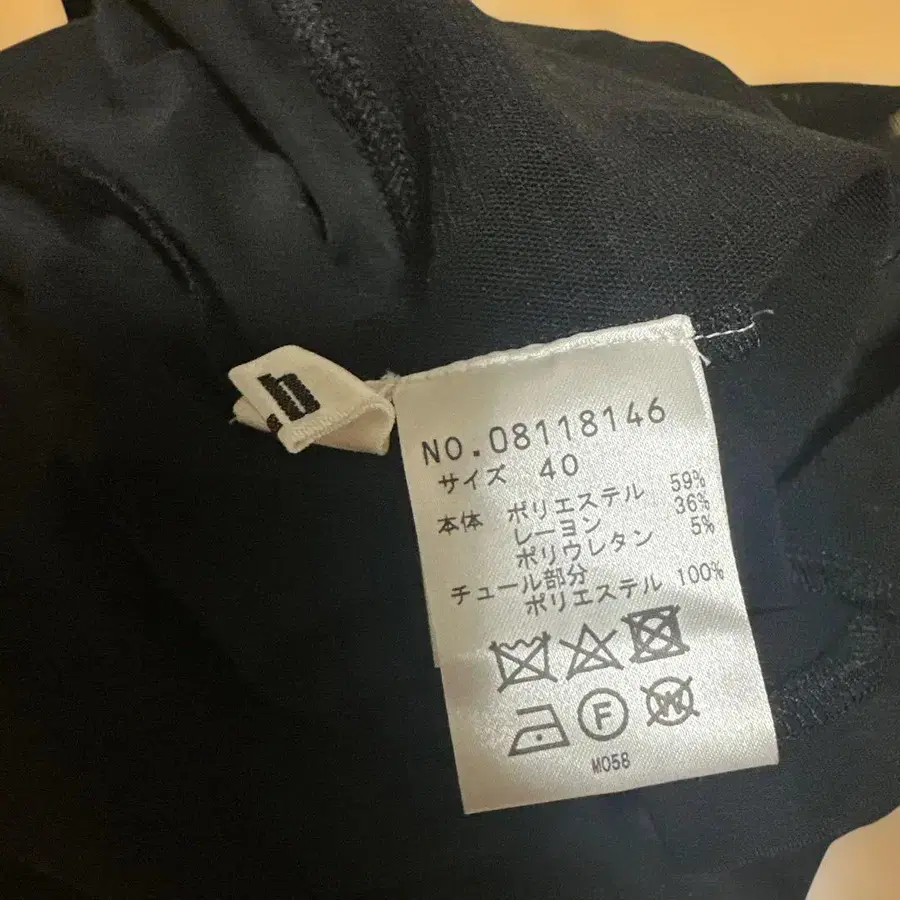 NO.08118146
サイズ 40
本体 ポリエステル 59%
レーヨン 36%
ポリウレタン 5%
チュール部分
ポリエステル 100%
F
W
M058